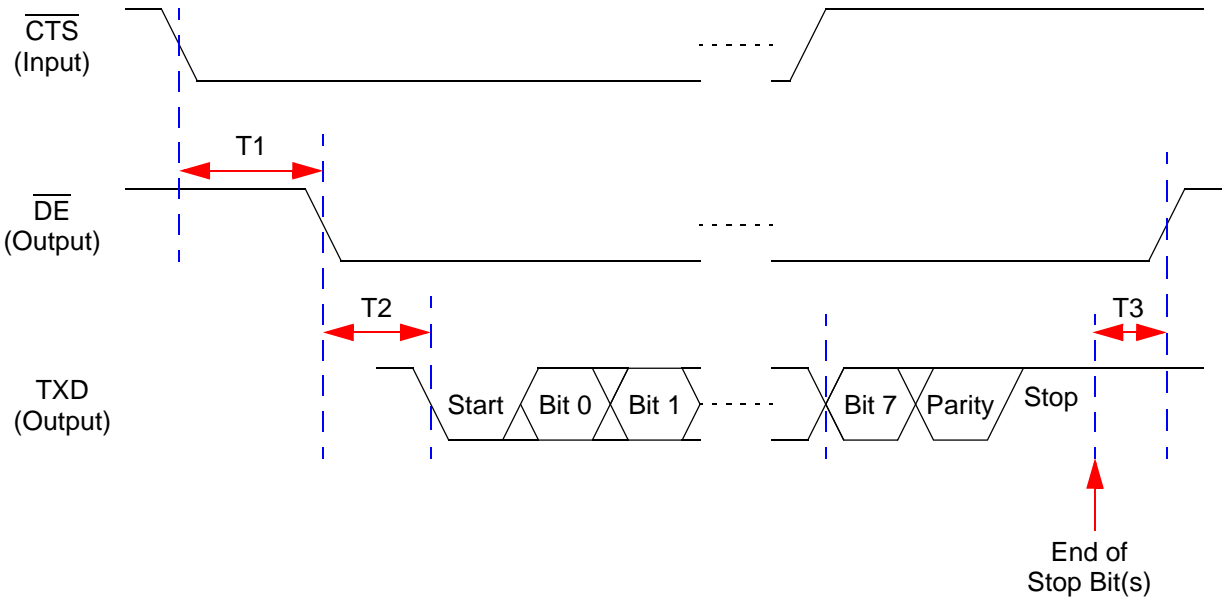 CTS
(Input)
T1
DE
(Output)
T2
T3
TXD
(Output)
Start
Bit 0
Bit 1
Bit 7
Parity
Stop
End of
Stop Bit(s)